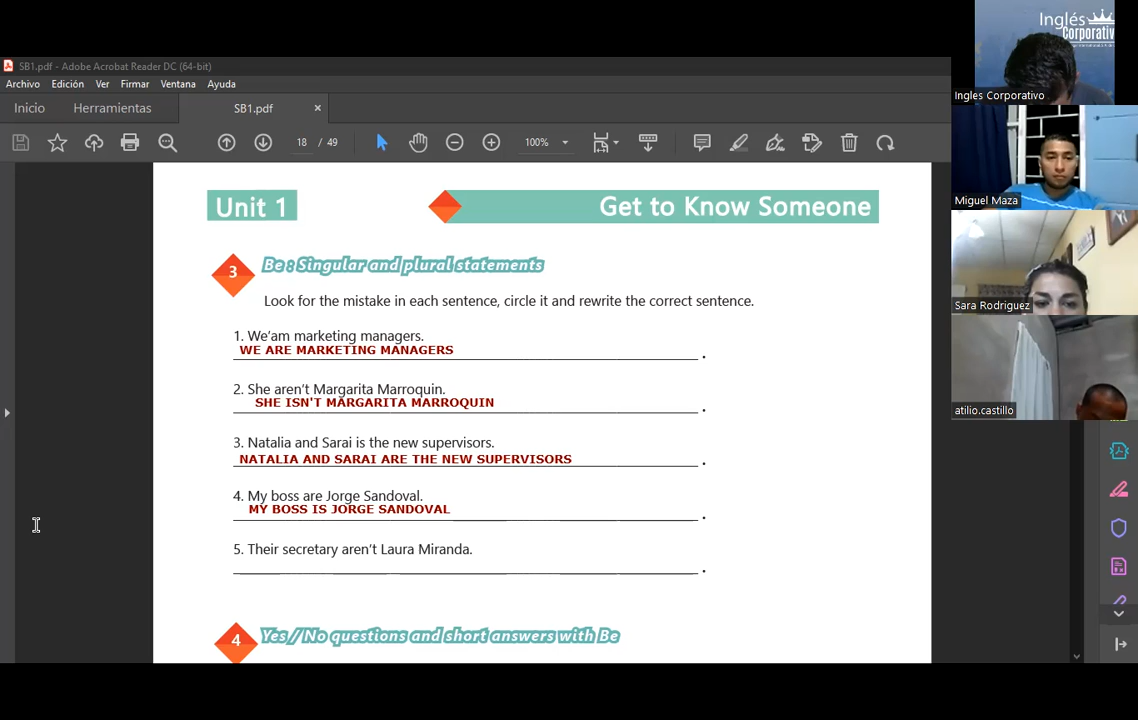 SB1.pdf - Adobe Acrobat Reader DC (64-bit)
Archivo Edición Ver Firmar Ventana Ayuda
Inicio Herramientas SB1.pdf ×
18 / 49 100%
Unit 1
Get to Know Someone
3 Be : Singular and plural statements
Look for the mistake in each sentence, circle it and rewrite the correct sentence.
1. We'am marketing managers.
WE ARE MARKETING MANAGERS
2. She aren't Margarita Marroquin.
SHE ISN'T MARGARITA MARROQUIN
3. Natalia and Sarai is the new supervisors.
NATALIA AND SARAI ARE THE NEW SUPERVISORS
4. My boss are Jorge Sandoval.
MY BOSS IS JORGE SANDOVAL
5. Their secretary aren't Laura Miranda.
4 Yes / No questions and short answers with Be
Inglés
Corporativo
Ingles Corporativo
Miguel Maza
Sara Rodriguez
atilio.castillo